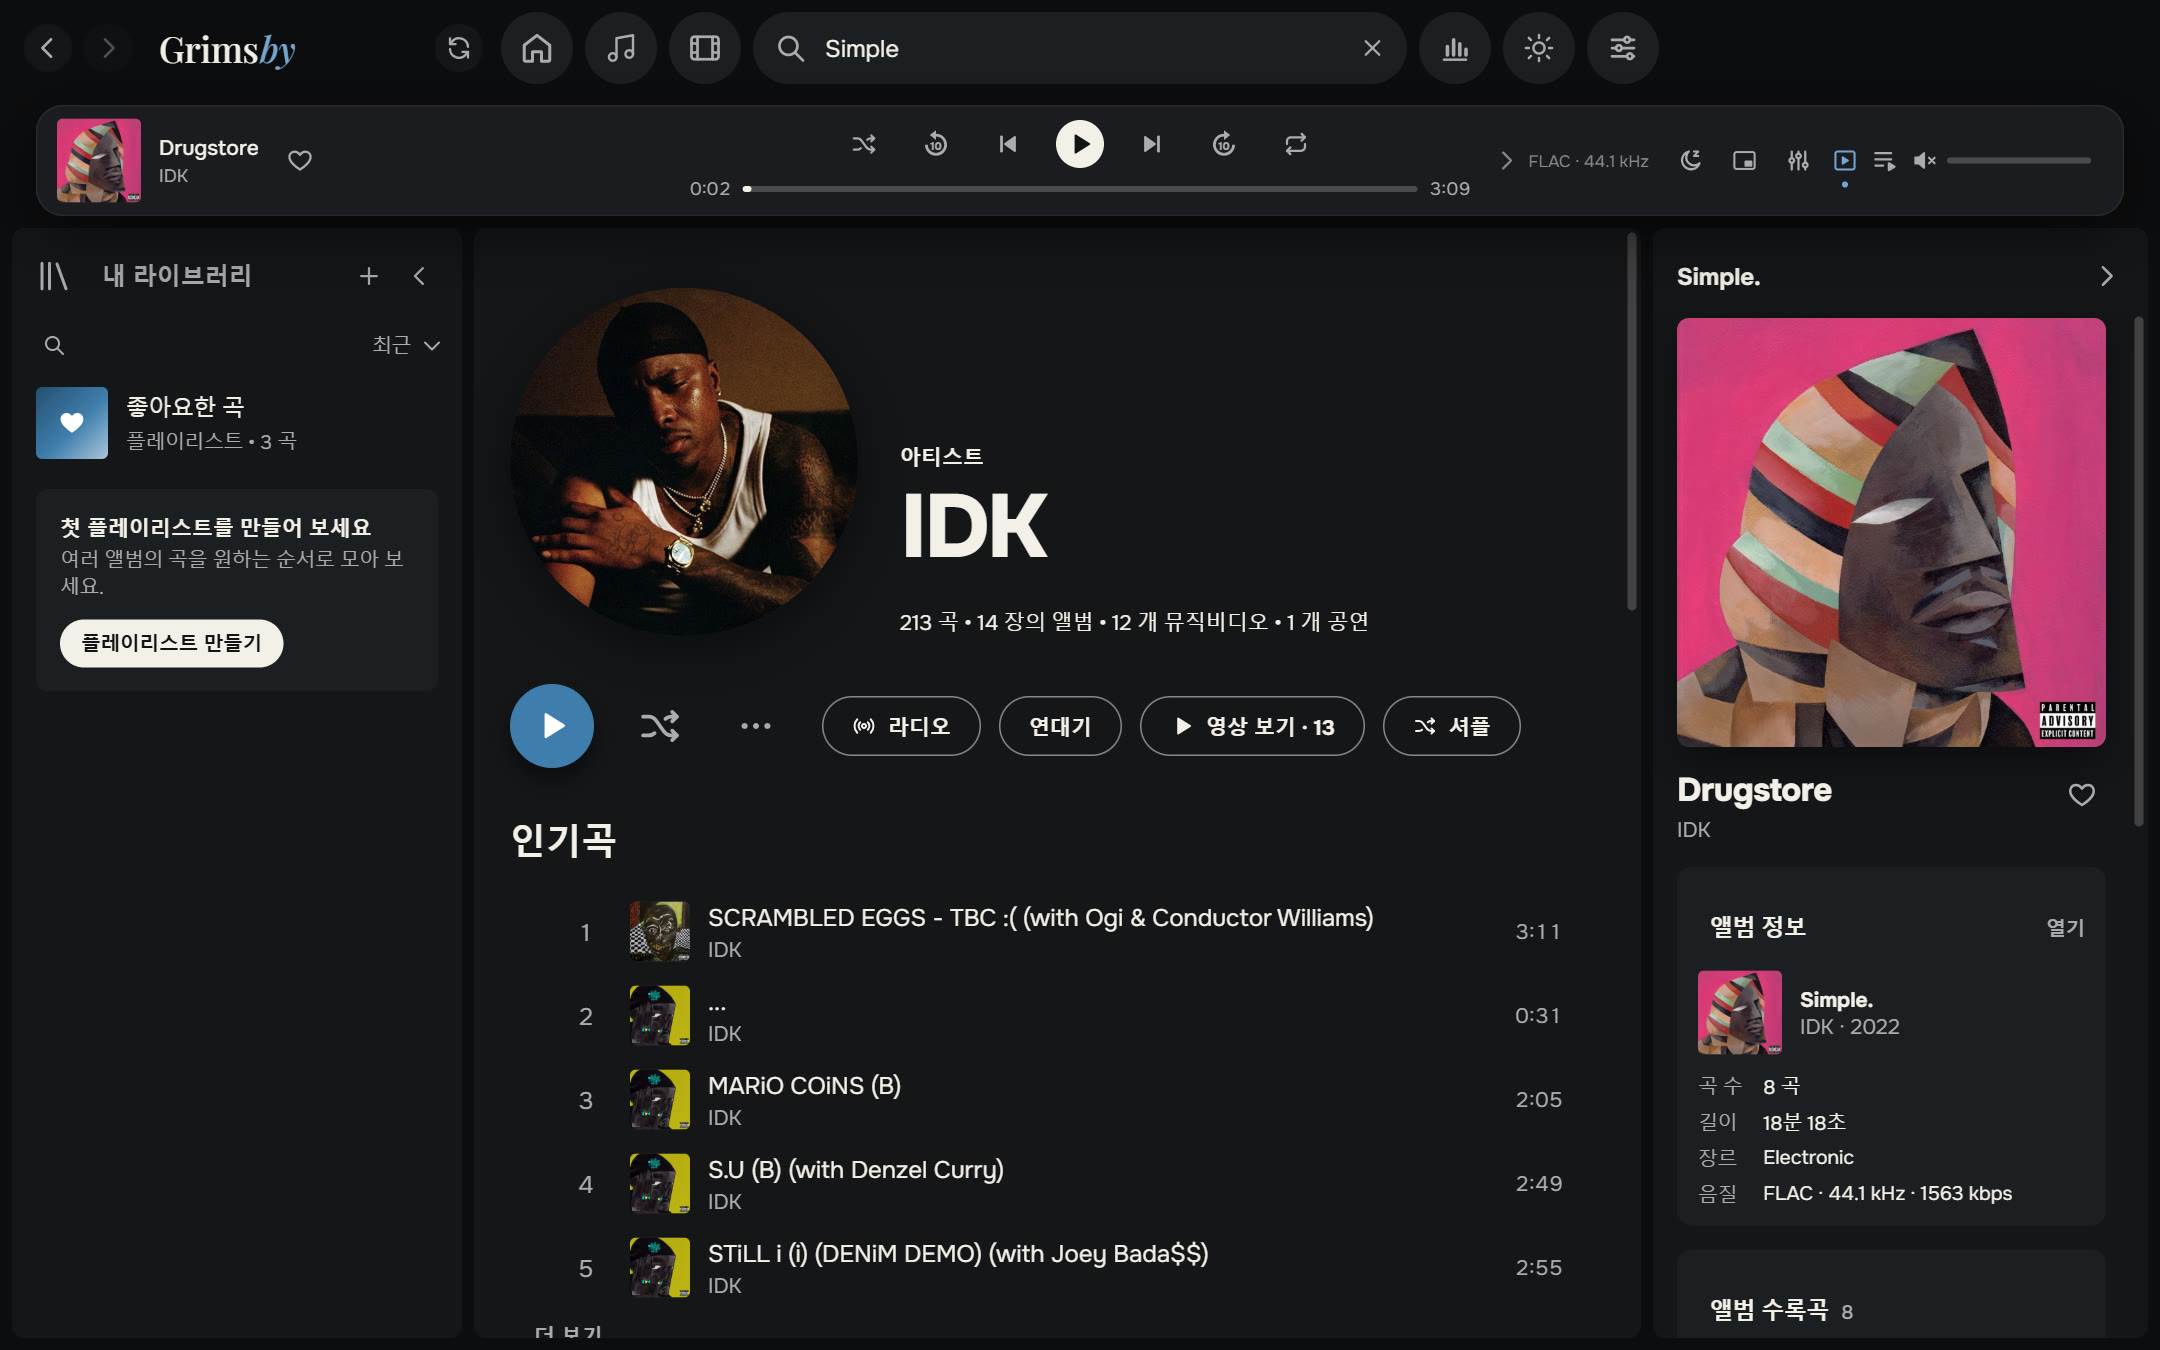 Grimsby
Simple
Drugstore
IDK
10
10
0:02
3:09
FLAC · 44.1 kHz
내 라이브러리
최근
좋아요한 곡
플레이리스트 • 3 곡
첫 플레이리스트를 만들어 보세요
여러 앨범의 곡을 원하는 순서로 모아 보
세요.
플레이리스트 만들기
아티스트
IDK
213 곡 • 14 장의 앨범 • 12 개 뮤직비디오 • 1 개 공연
라디오
연대기
영상 보기 · 13
셔플
인기곡
1
SCRAMBLED EGGS - TBC :( (with Ogi & Conductor Williams)
IDK
3:11
2
...
IDK
0:31
3
MARiO COiNS (B)
IDK
2:05
4
S.U (B) (with Denzel Curry)
IDK
2:49
5
STiLL i (i) (DENiM DEMO) (with Joey Bada$$)
IDK
2:55
더 보기
Simple.
PARENTAL
ADVISORY
EXPLICIT CONTENT
Drugstore
IDK
앨범 정보
열기
Simple.
IDK · 2022
곡 수 8 곡
길이 18분 18초
장르 Electronic
음질 FLAC · 44.1 kHz · 1563 kbps
앨범 수록곡 8